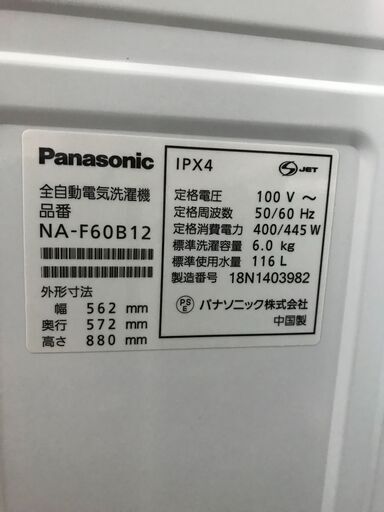 Panasonic
全自動電気洗濯機
品番
NA-F60B12
外形寸法
幅 562 mm
奥行 572 mm
高さ 880 mm
IPX4
S JET
定格電圧 100 V ～
定格周波数 50/60 Hz
定格消費電力 400/445 W
標準洗濯容量 6.0 kg
標準使用水量 116 L
製造番号 18N1403982
PS E パナソニック株式会社
中国製